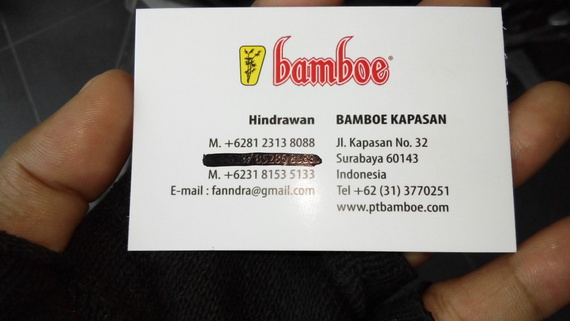 bamboe®
Hindrawan
M. +6281 2313 8088
M. +6231 8153 5133
E-mail : fanndra@gmail.com
BAMBOE KAPASAN
Jl. Kapasan No. 32
Surabaya 60143
Indonesia
Tel +62 (31) 3770251
www.ptbamboe.com